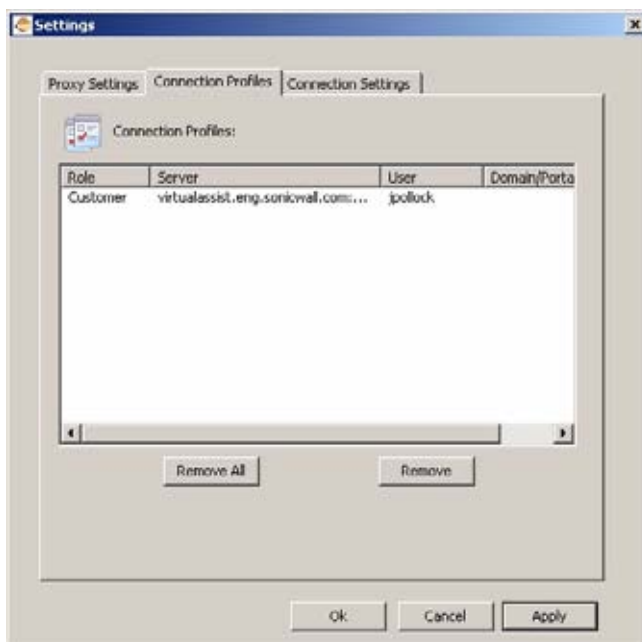 Settings
Proxy Settings Connection Profiles Connection Settings
Connection Profiles:
Role Server User Domain/Porta
Customer virtualassist.eng.sonicwall.com:... jpollock
Remove All Remove
Ok Cancel Apply